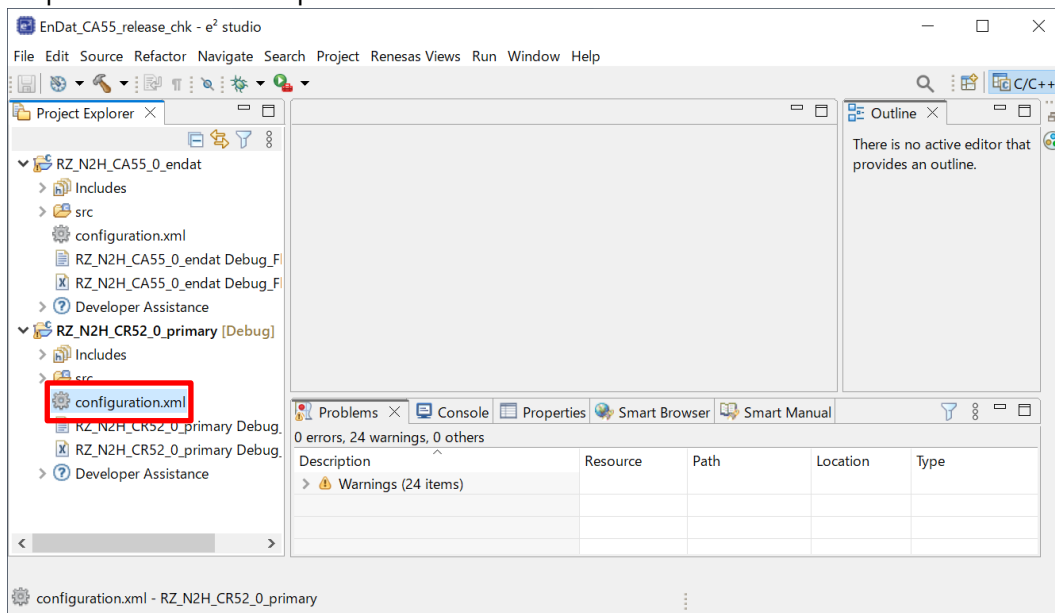 EnDat_CA55_release_chk - e² studio
File Edit Source Refactor Navigate Search Project Renesas Views Run Window Help
C/C++
Project Explorer
Outline
There is no active editor that
provides an outline.
RZ_N2H_CA55_0_endat
Includes
src
configuration.xml
RZ_N2H_CA55_0_endat Debug_Fl
RZ_N2H_CA55_0_endat Debug_Fl
Developer Assistance
RZ_N2H_CR52_0_primary [Debug]
Includes
src
configuration.xml
RZ_N2H_CR52_0_primary Debug_
RZ_N2H_CR52_0_primary Debug_
Developer Assistance
Problems Console Properties Smart Browser Smart Manual
0 errors, 24 warnings, 0 others
Description Resource Path Location Type
Warnings (24 items)
configuration.xml - RZ_N2H_CR52_0_primary